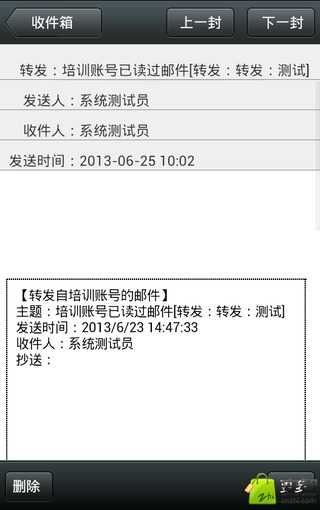 收件箱
上一封
下一封
转发：培训账号已读过邮件[转发：转发：测试]
发送人：系统测试员
收件人：系统测试员
发送时间：2013-06-25 10:02
【转发自培训账号的邮件】
主题：培训账号已读过邮件[转发：转发：测试]
发送时间：2013/6/23 14:47:33
收件人：系统测试员
抄送：
删除